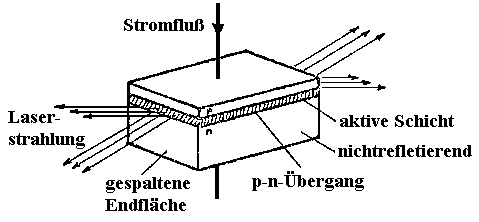 Stromfluß
Laser-
strahlung
p
n
aktive Schicht
nichtrefletierend
p-n-Übergang
gespaltene
Endfläche